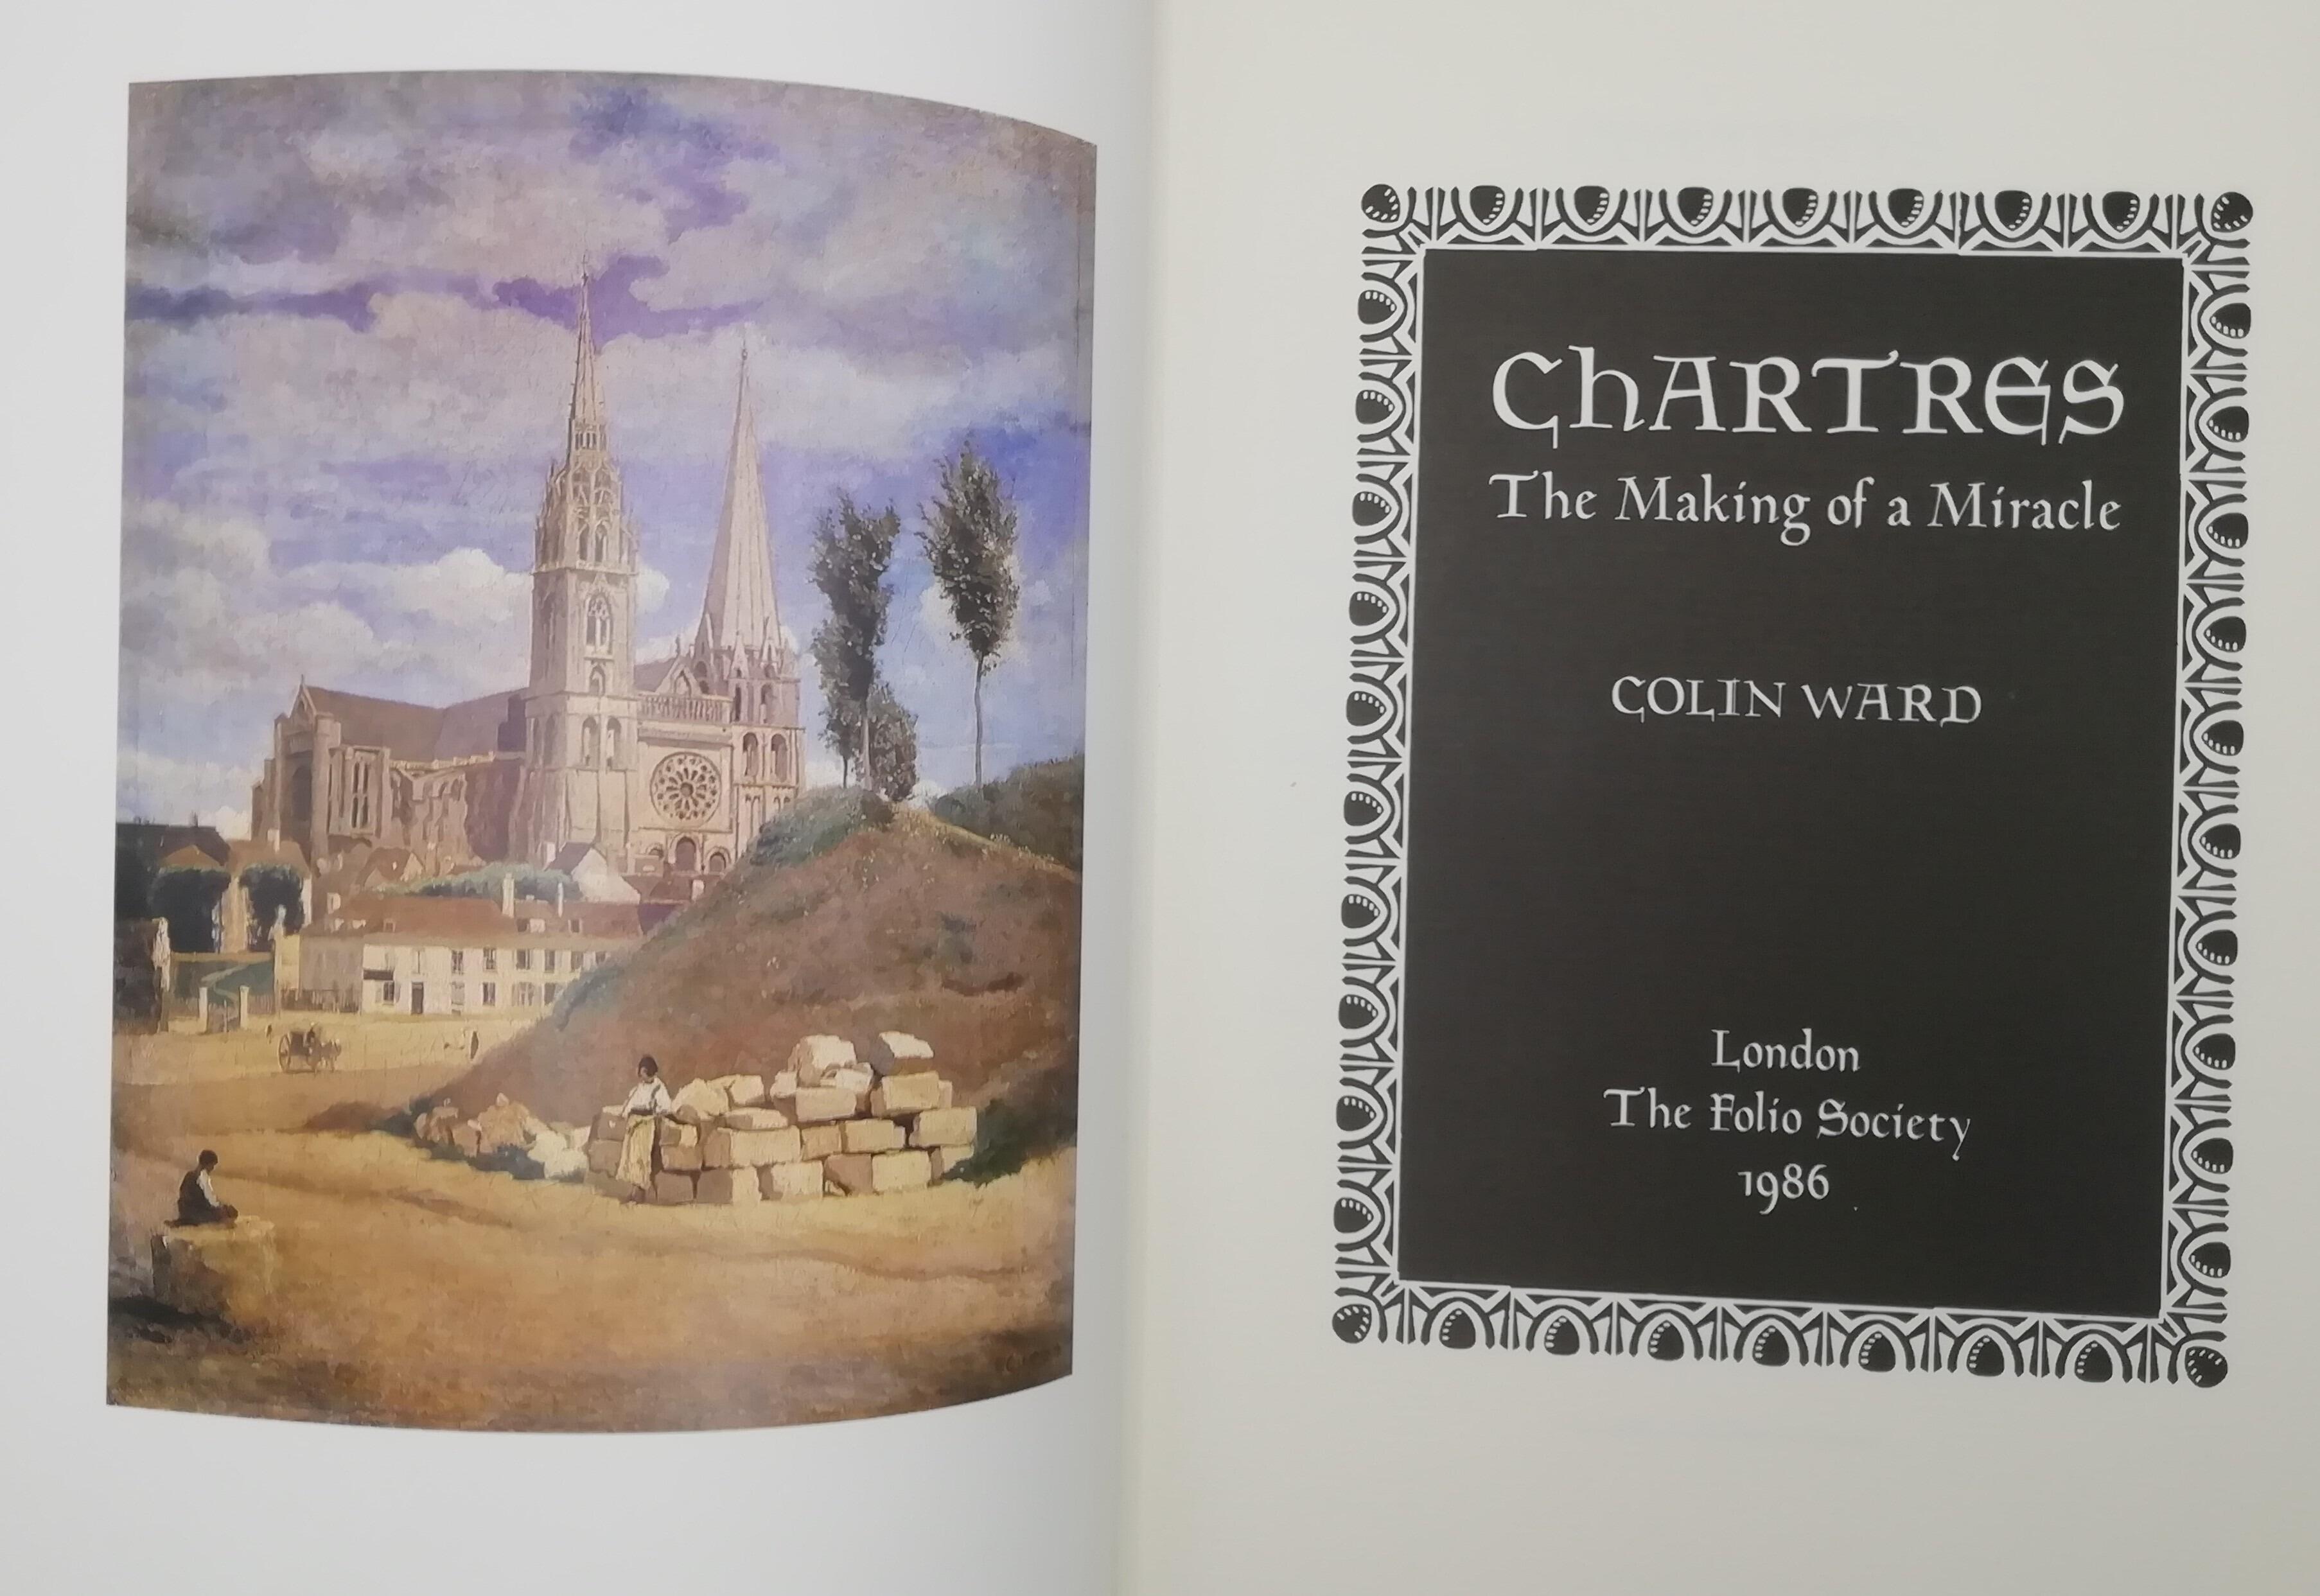 CHARTRES
The Making of a Miracle
COLIN WARD
London
The Folio Society
1986